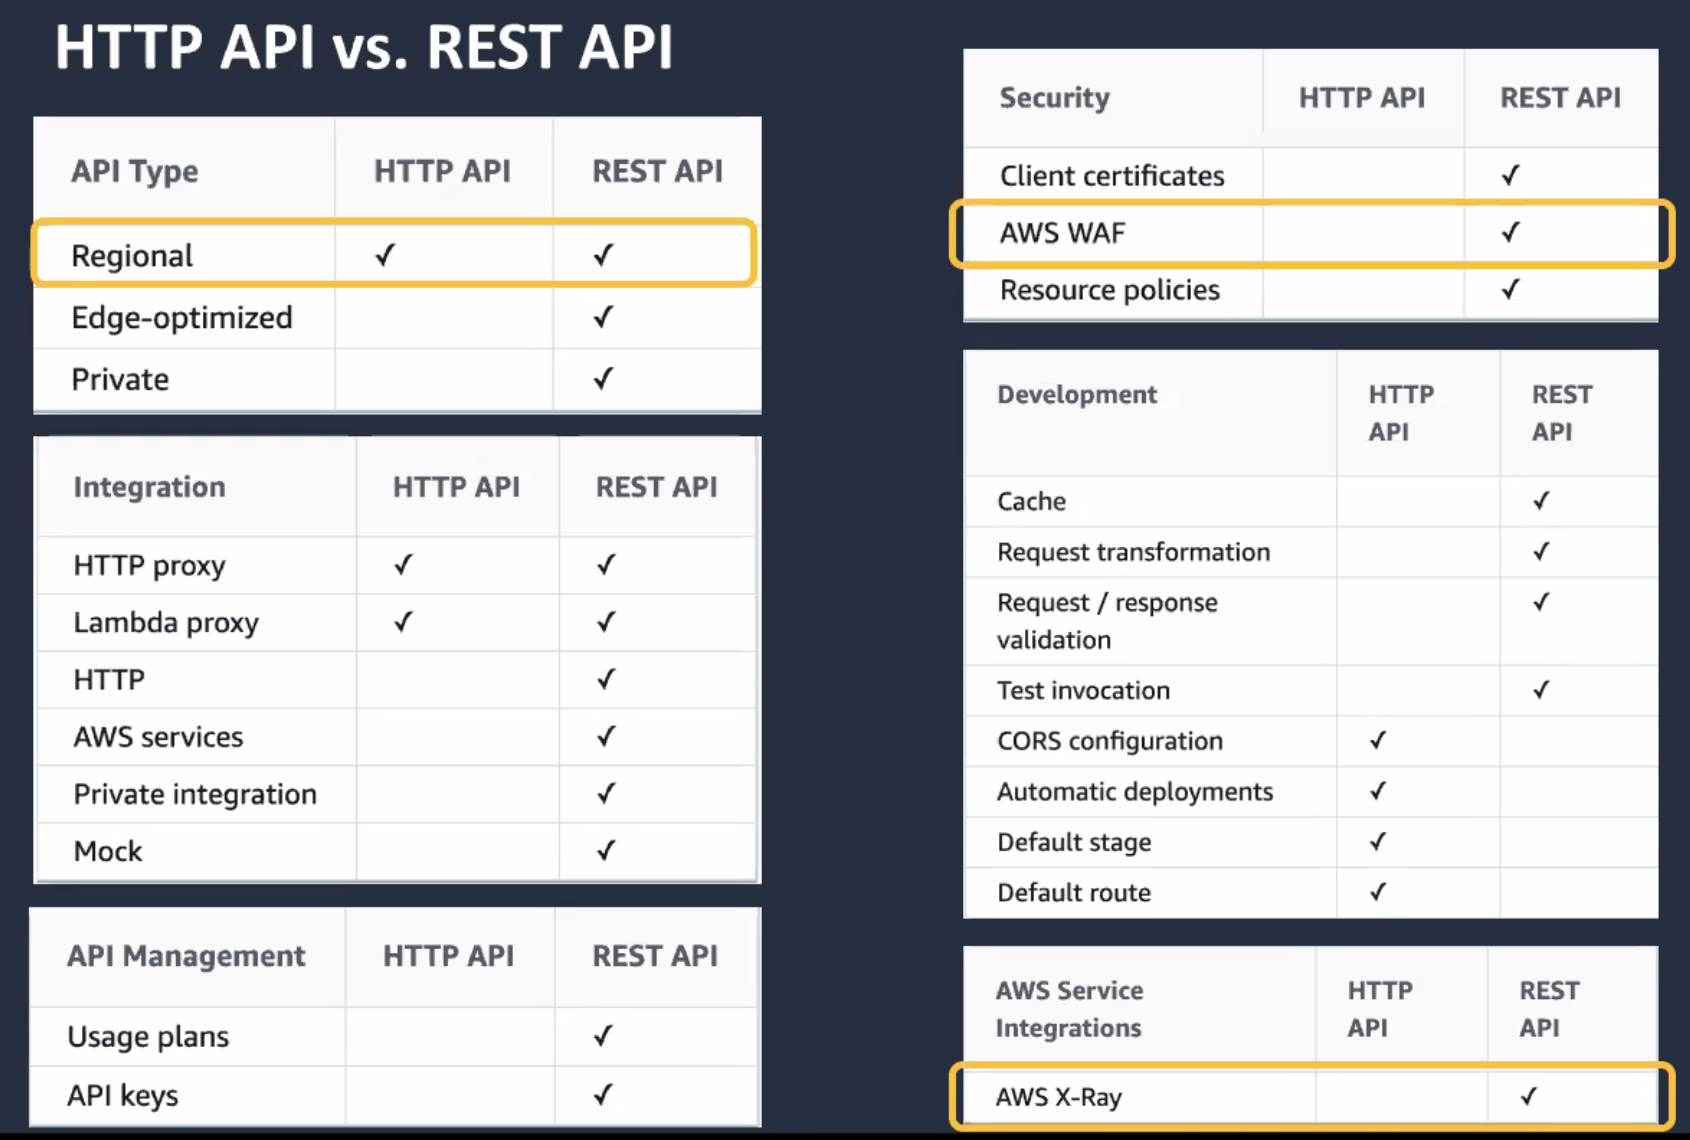 HTTP API vs. REST API
API Type HTTP API REST API
Regional ✓ ✓
Edge-optimized ✓
Private ✓
Integration HTTP API REST API
HTTP proxy ✓ ✓
Lambda proxy ✓ ✓
HTTP ✓
AWS services ✓
Private integration ✓
Mock ✓
API Management HTTP API REST API
Usage plans ✓
API keys ✓
Security HTTP API REST API
Client certificates ✓
AWS WAF ✓
Resource policies ✓
Development HTTP REST
API API
Cache ✓
Request transformation ✓
Request / response ✓
validation
Test invocation ✓
CORS configuration ✓
Automatic deployments ✓
Default stage ✓
Default route ✓
AWS Service HTTP REST
Integrations API API
AWS X-Ray ✓